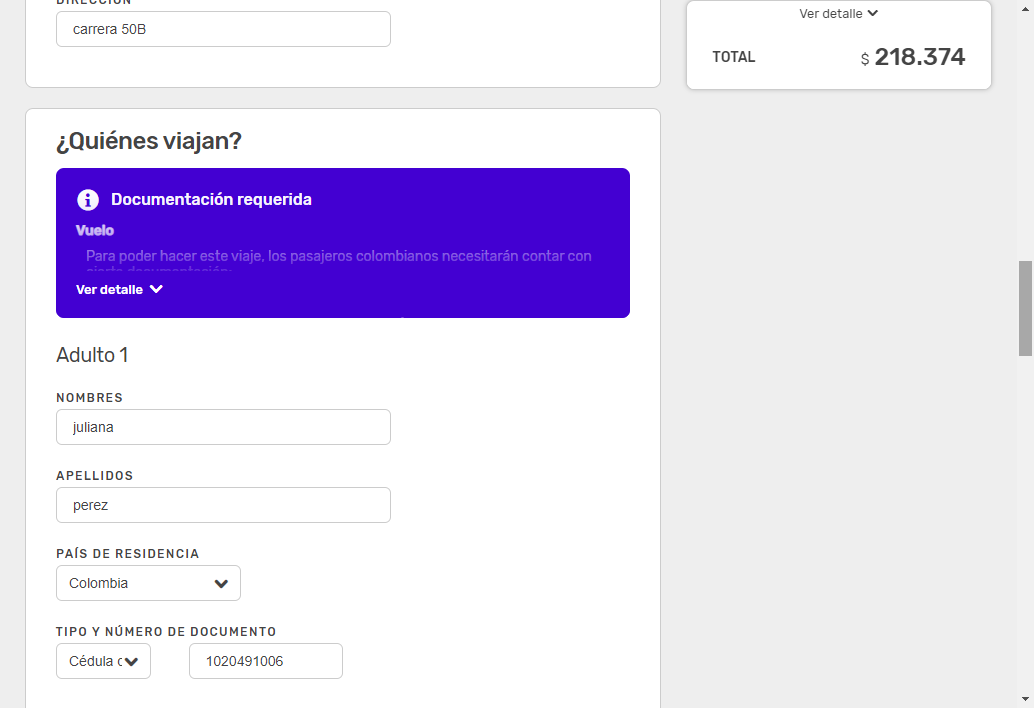 DIRECCIÓN
carrera 50B
Ver detalle
TOTAL
$ 218.374
¿Quiénes viajan?
Documentación requerida
Vuelo
Para poder hacer este viaje, los pasajeros colombianos necesitarán contar con
cierta documentación:
Ver detalle
Adulto 1
NOMBRES
juliana
APELLIDOS
perez
PAÍS DE RESIDENCIA
Colombia
TIPO Y NÚMERO DE DOCUMENTO
Cédula c
1020491006